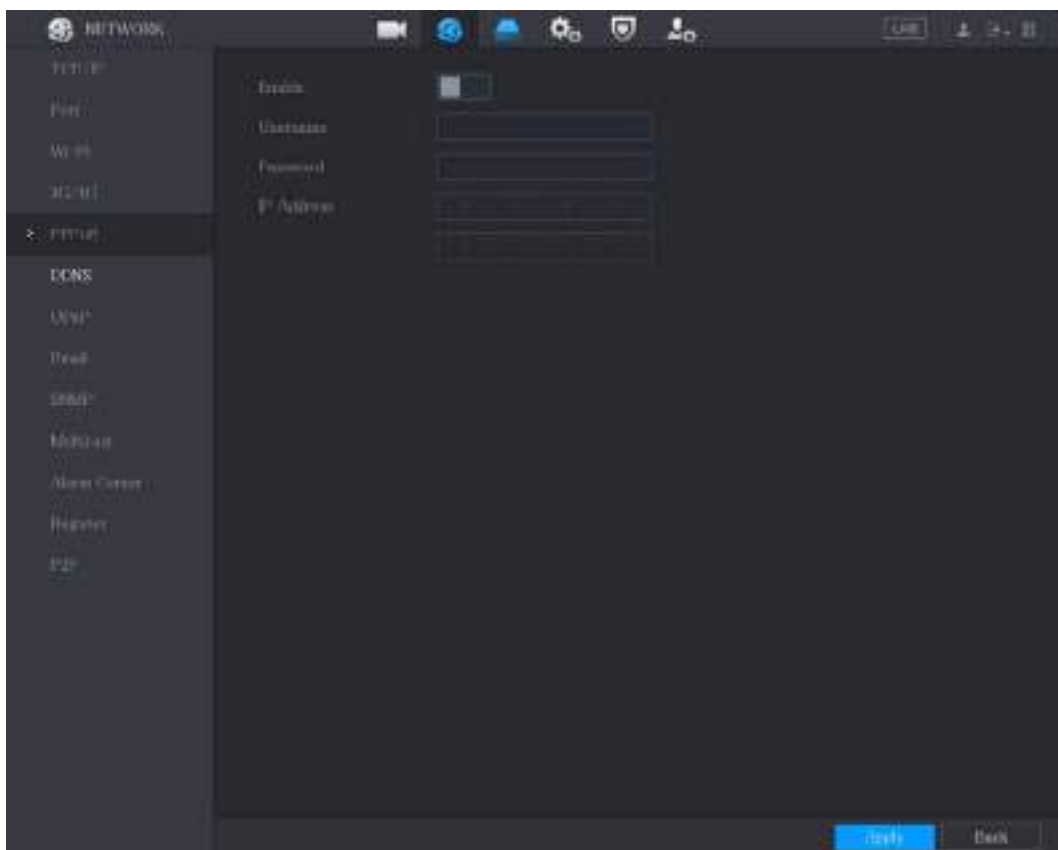 NETWORK
LIVE
TCP/IP
Port
Wi-Fi
3G/4G
PPPoE
DDNS
UPnP
Email
SNMP
Multicast
Alarm Center
Register
P2P
Enable
Username
Password
IP Address
Apply
Back